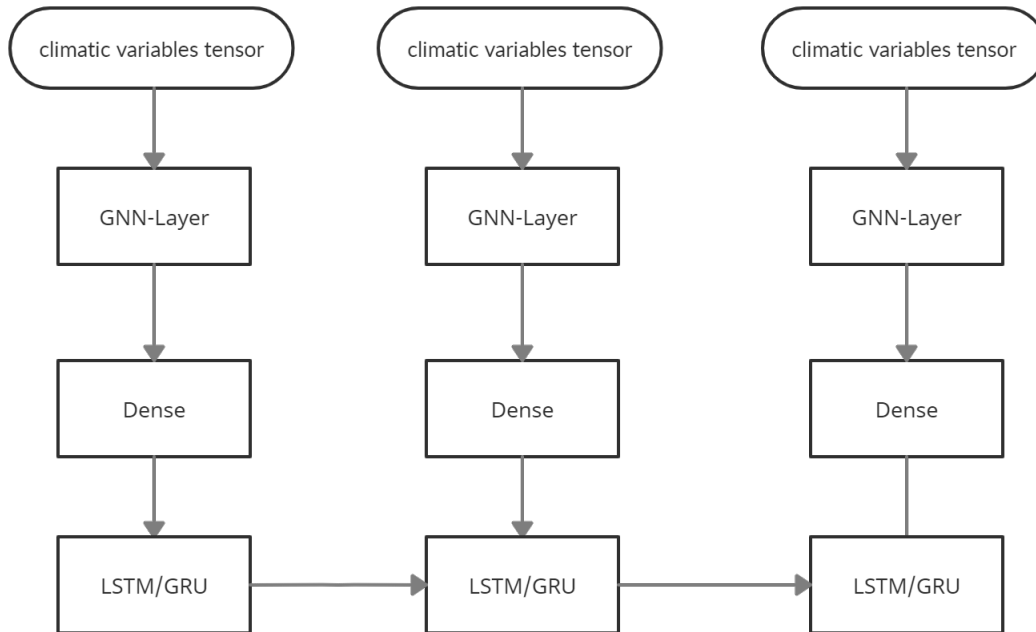 climatic variables tensor
climatic variables tensor
climatic variables tensor
GNN-Layer
GNN-Layer
GNN-Layer
Dense
Dense
Dense
LSTM/GRU
LSTM/GRU
LSTM/GRU